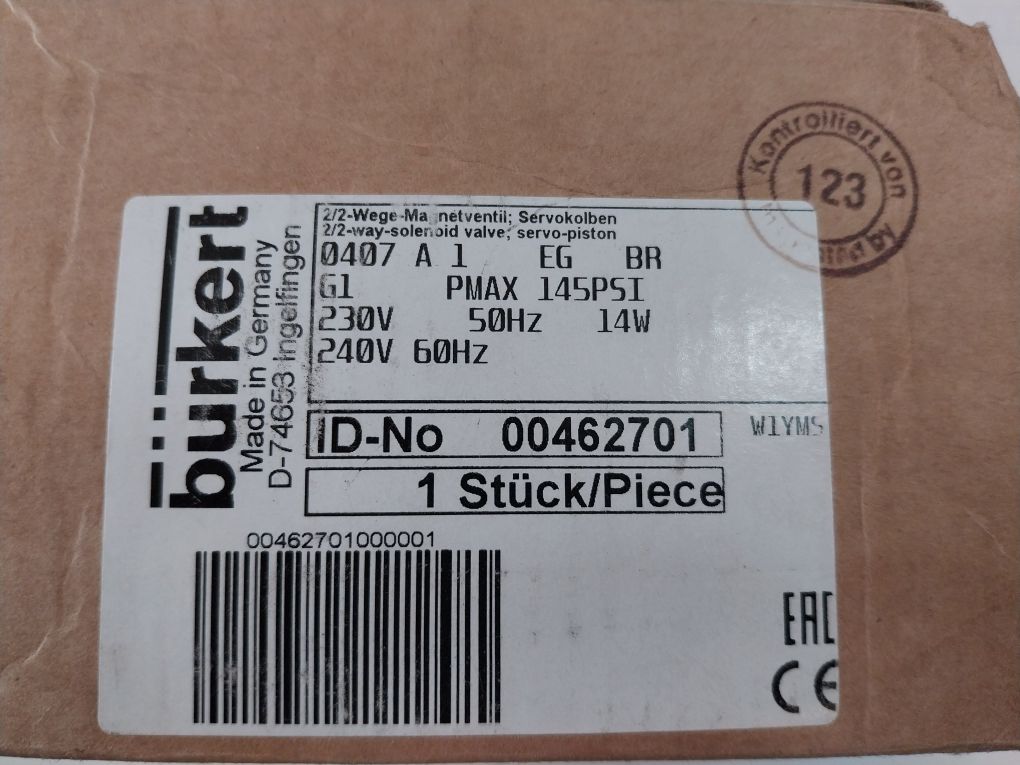 Kontrolliert von
123
bürkert
Made in Germany
D-74653 Ingelfingen
2/2-Wege-Magnetventil; Servokolben
2/2-way-solenoid valve; servo-piston
0407 A 1 EG BR
G1 PMAX 145PSI
230V 50Hz 14W
240V 60Hz
ID-No 00462701
W1YMS
1 Stück/Piece
00462701000001
EAC
CE